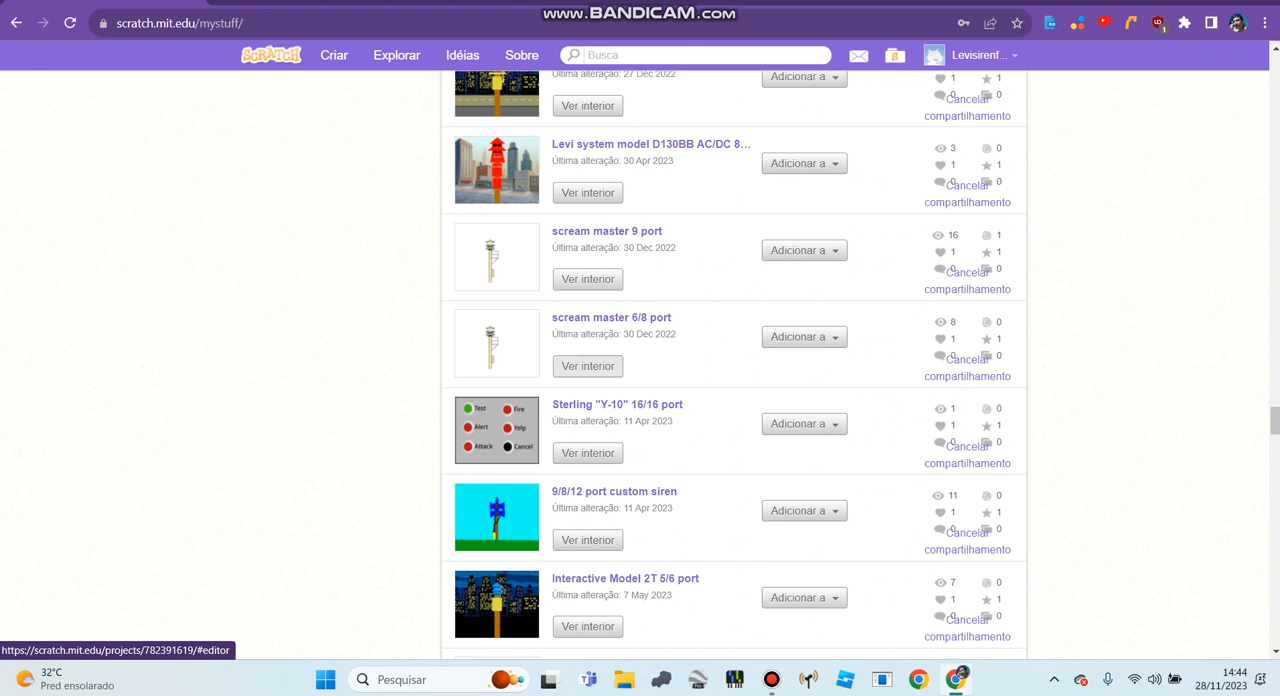 www.BANDICAM.com
scratch.mit.edu/mystuff/
SCRATCH Criar Explorar Idéias Sobre Busca Levisirenf...
Última alteração: 27 Dec 2022 Adicionar a 1 1
Ver interior 0 0
Cancelar
compartilhamento
Levi system model D130BB AC/DC 8... 3 0
Última alteração: 30 Apr 2023 Adicionar a 1 1
Ver interior 0 0
Cancelar
compartilhamento
scream master 9 port 16 1
Última alteração: 30 Dec 2022 Adicionar a 1 1
Ver interior 0 0
Cancelar
compartilhamento
scream master 6/8 port 8 0
Última alteração: 30 Dec 2022 Adicionar a 1 1
Ver interior 0 0
Cancelar
compartilhamento
Test Fire
Alert Yelp
Attack Cancel
Sterling "Y-10" 16/16 port 1 0
Última alteração: 11 Apr 2023 Adicionar a 1 1
Ver interior 0 0
Cancelar
compartilhamento
9/8/12 port custom siren 11 0
Última alteração: 11 Apr 2023 Adicionar a 1 1
Ver interior 0 0
Cancelar
compartilhamento
Interactive Model 2T 5/6 port 7 0
Última alteração: 7 May 2023 Adicionar a 1 1
Ver interior 0 0
Cancelar
compartilhamento
https://scratch.mit.edu/projects/782391619/#editor
32°C
Pred ensolarado
Pesquisar
14:44
28/11/2023